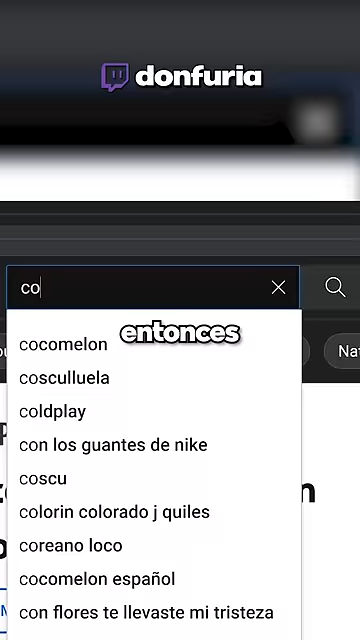 donfuria
co
entonces
cocomelon
cosculluela
coldplay
con los guantes de nike
coscu
colorin colorado j quiles
coreano loco
cocomelon español
con flores te llevaste mi tristeza